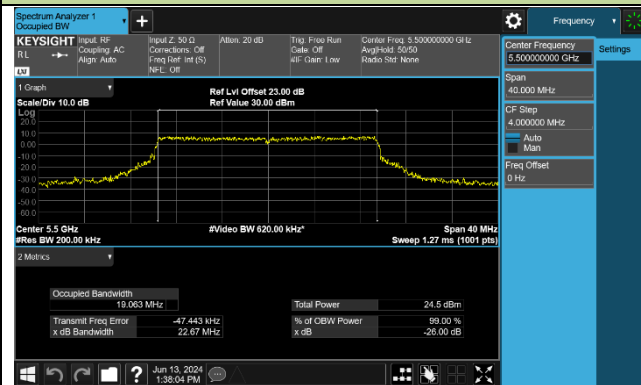 Spectrum Analyzer 1
Occupied BW
Frequency
KEYSIGHT
RL
LXI
Input: RF
Coupling: AC
Align: Auto
Input Z: 50 Ω
Corrections: Off
Freq Ref: Int (S)
NFE: Off
Atten: 20 dB
Trig: Free Run
Gate: Off
#IF Gain: Low
Center Freq: 5.500000000 GHz
Avg|Hold: 50/50
Radio Std: None
Center Frequency
5.500000000 GHz
Settings
Span
40.000 MHz
CF Step
4.000000 MHz
Auto
Man
Freq Offset
0 Hz
1 Graph
Scale/Div 10.0 dB
Ref Lvl Offset 23.00 dB
Ref Value 30.00 dBm
Log
20.0
10.0
0.00
-10.0
-20.0
-30.0
-40.0
-50.0
-60.0
Center 5.5 GHz
#Video BW 620.00 kHz*
Span 40 MHz
#Res BW 200.00 kHz
Sweep 1.27 ms (1001 pts)
2 Metrics
Occupied Bandwidth
19.063 MHz
Total Power 24.5 dBm
Transmit Freq Error -47.443 kHz
% of OBW Power 99.00 %
x dB Bandwidth 22.67 MHz
x dB -26.00 dB
Jun 13, 2024
1:38:04 PM